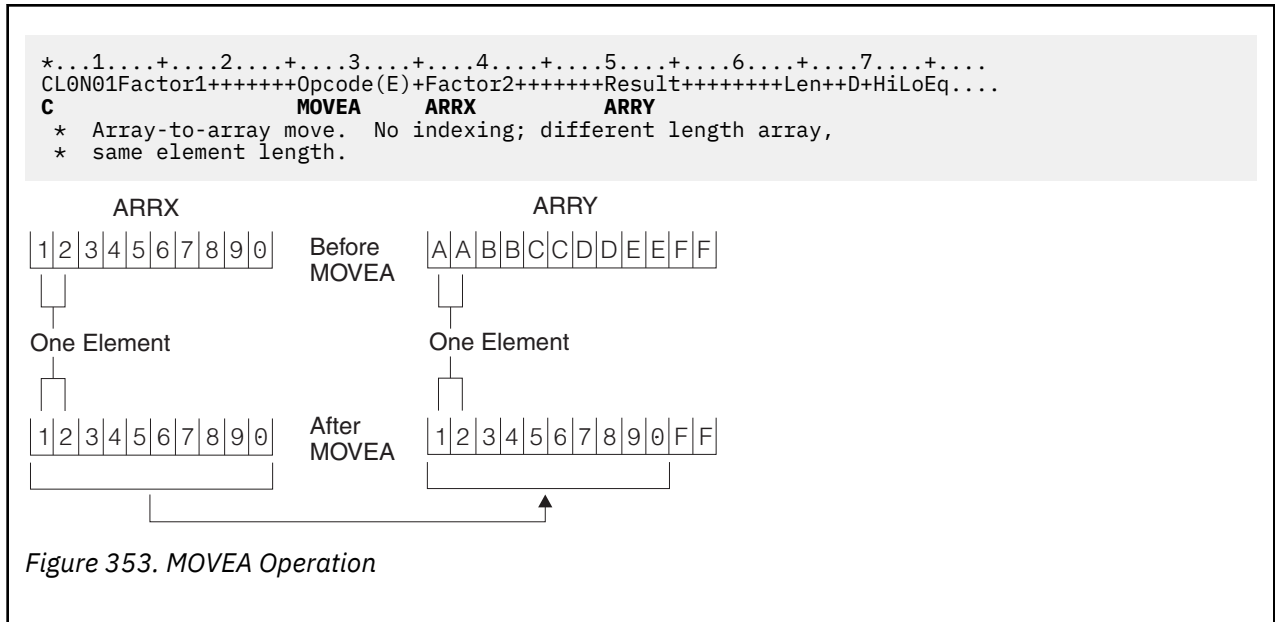 *...1....+....2....+....3....+....4....+....5....+....6....+....7....+....
CL0N01Factor1+++++++Opcode(E)+Factor2+++++++Result++++++++Len++D+HiLoEq....
C                    MOVEA     ARRX           ARRY
 *  Array-to-array move.  No indexing; different length array,
 *  same element length.
ARRX ARRY
1 2 3 4 5 6 7 8 9 0 Before MOVEA A A B B C C D D E E F F
One Element One Element
1 2 3 4 5 6 7 8 9 0 After MOVEA 1 2 3 4 5 6 7 8 9 0 F F
Figure 353. MOVEA Operation